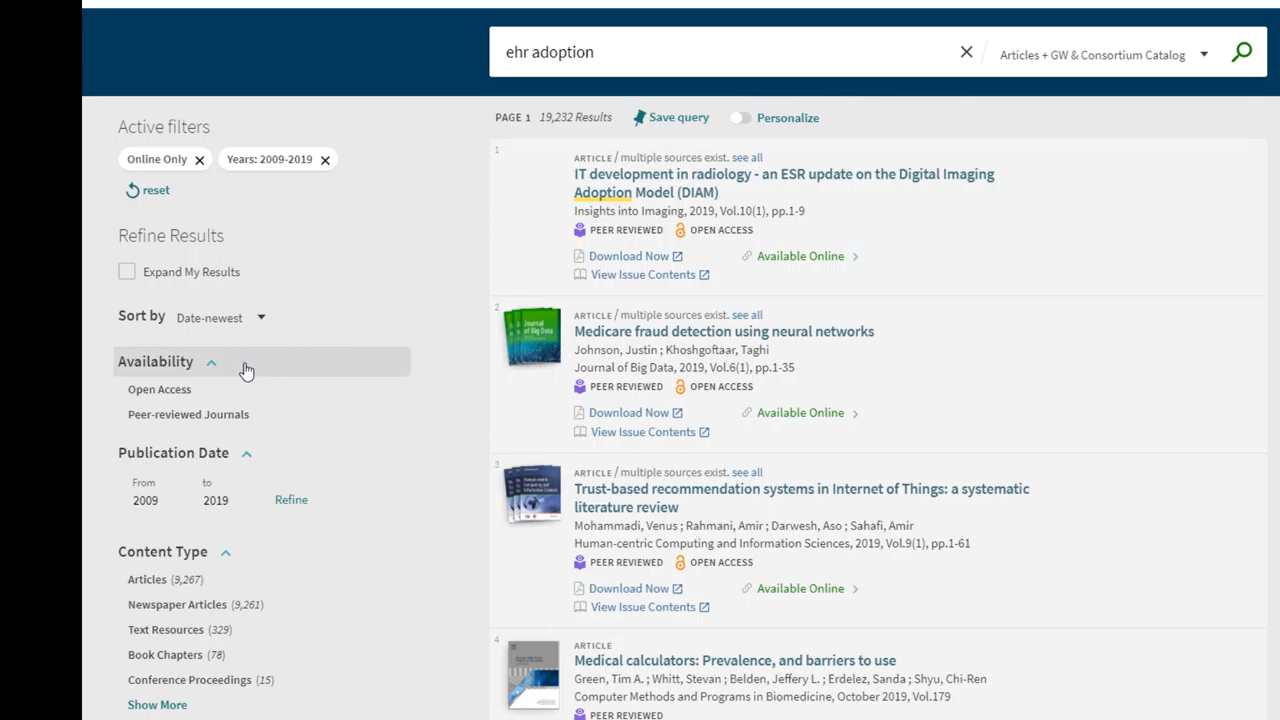 ehr adoption
Articles + GW & Consortium Catalog
Active filters
Online Only
Years: 2009-2019
reset
Refine Results
Expand My Results
Sort by Date-newest
Availability
Open Access
Peer-reviewed Journals
Publication Date
From to
2009 2019 Refine
Content Type
Articles (9,267)
Newspaper Articles (9,261)
Text Resources (329)
Book Chapters (78)
Conference Proceedings (15)
Show More
PAGE 1 19,232 Results Save query Personalize
1
ARTICLE / multiple sources exist. see all
IT development in radiology - an ESR update on the Digital Imaging
Adoption Model (DIAM)
Insights into Imaging, 2019, Vol.10(1), pp.1-9
PEER REVIEWED OPEN ACCESS
Download Now Available Online
View Issue Contents
2
Journal of Big Data
ARTICLE / multiple sources exist. see all
Medicare fraud detection using neural networks
Johnson, Justin ; Khoshgoftaar, Taghi
Journal of Big Data, 2019, Vol.6(1), pp.1-35
PEER REVIEWED OPEN ACCESS
Download Now Available Online
View Issue Contents
3
ARTICLE / multiple sources exist. see all
Trust-based recommendation systems in Internet of Things: a systematic
literature review
Mohammadi, Venus ; Rahmani, Amir ; Darwesh, Aso ; Sahafi, Amir
Human-centric Computing and Information Sciences, 2019, Vol.9(1), pp.1-61
PEER REVIEWED OPEN ACCESS
Download Now Available Online
View Issue Contents
4
ARTICLE
Medical calculators: Prevalence, and barriers to use
Green, Tim A. ; Whitt, Stevan ; Belden, Jeffery L. ; Erdelez, Sanda ; Shyu, Chi-Ren
Computer Methods and Programs in Biomedicine, October 2019, Vol.179
PEER REVIEWED